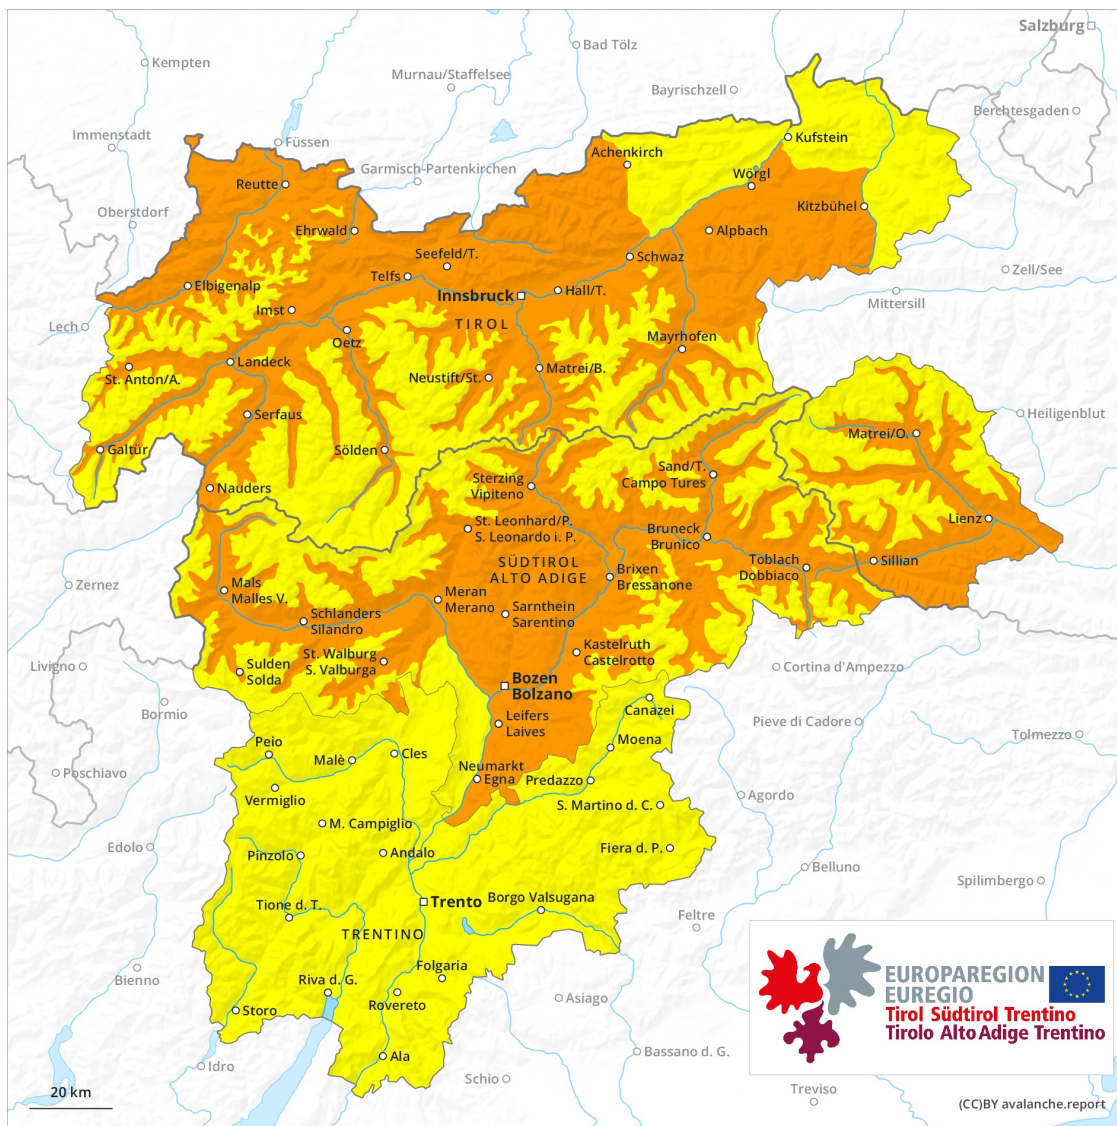 Salzburg
Bad Tölz
Kempten
Murnau/Staffelsee
Bayrischzell
Berchtesgaden
Immenstadt
Füssen
Kufstein
Achenkirch
Garmisch-Partenkirchen
Reutte
Wörgl
Oberstdorf
Kitzbühel
Ehrwald
Alpbach
Seefeld/T.
Schwaz
Telfs
Zell/See
Elbigenalp
Hall/T.
Innsbruck
Mittersill
Imst
TIROL
Lech
Oetz
Mayrhofen
Landeck
Matrei/B.
St. Anton/A.
Neustift/St.
Serfaus
Heiligenblut
Matrei/O.
Galtür
Sölden
Sand/T.
Campo Tures
Sterzing
Vipiteno
Nauders
Lienz
St. Leonhard/P.
S. Leonardo i. P.
Bruneck
Brunico
SÜDTIROL
ALTO ADIGE
Toblach
Dobbiaco
Sillian
Brixen
Bressanone
Zernez
Mals
Malles V.
Meran
Merano
Sarnthein
Sarentino
Schlanders
Silandro
Kastelruth
Castelrotto
St. Walburg
S. Valburga
Livigno
Sulden
Solda
Cortina d'Ampezzo
Bozen
Bolzano
Bormio
Canazei
Leifers
Laives
Pieve di Cadore
Tolmezzo
Peio
Moena
Cles
Malè
Poschiavo
Neumarkt
Egna
Predazzo
Vermiglio
Agordo
S. Martino d. C.
M. Campiglio
Edolo
Pinzolo
Andalo
Fiera d. P.
Belluno
Spilimbergo
Borgo Valsugana
Trento
Tione d. T.
Feltre
TRENTINO
Folgaria
Bienno
Riva d. G.
Rovereto
Asiago
Storo
EUROPAREGION
EUREGIO
Tirol Südtirol Trentino
Tirolo Alto Adige Trentino
Ala
Bassano d. G.
Idro
Schio
Treviso
20 km
(CC)BY avalanche.report